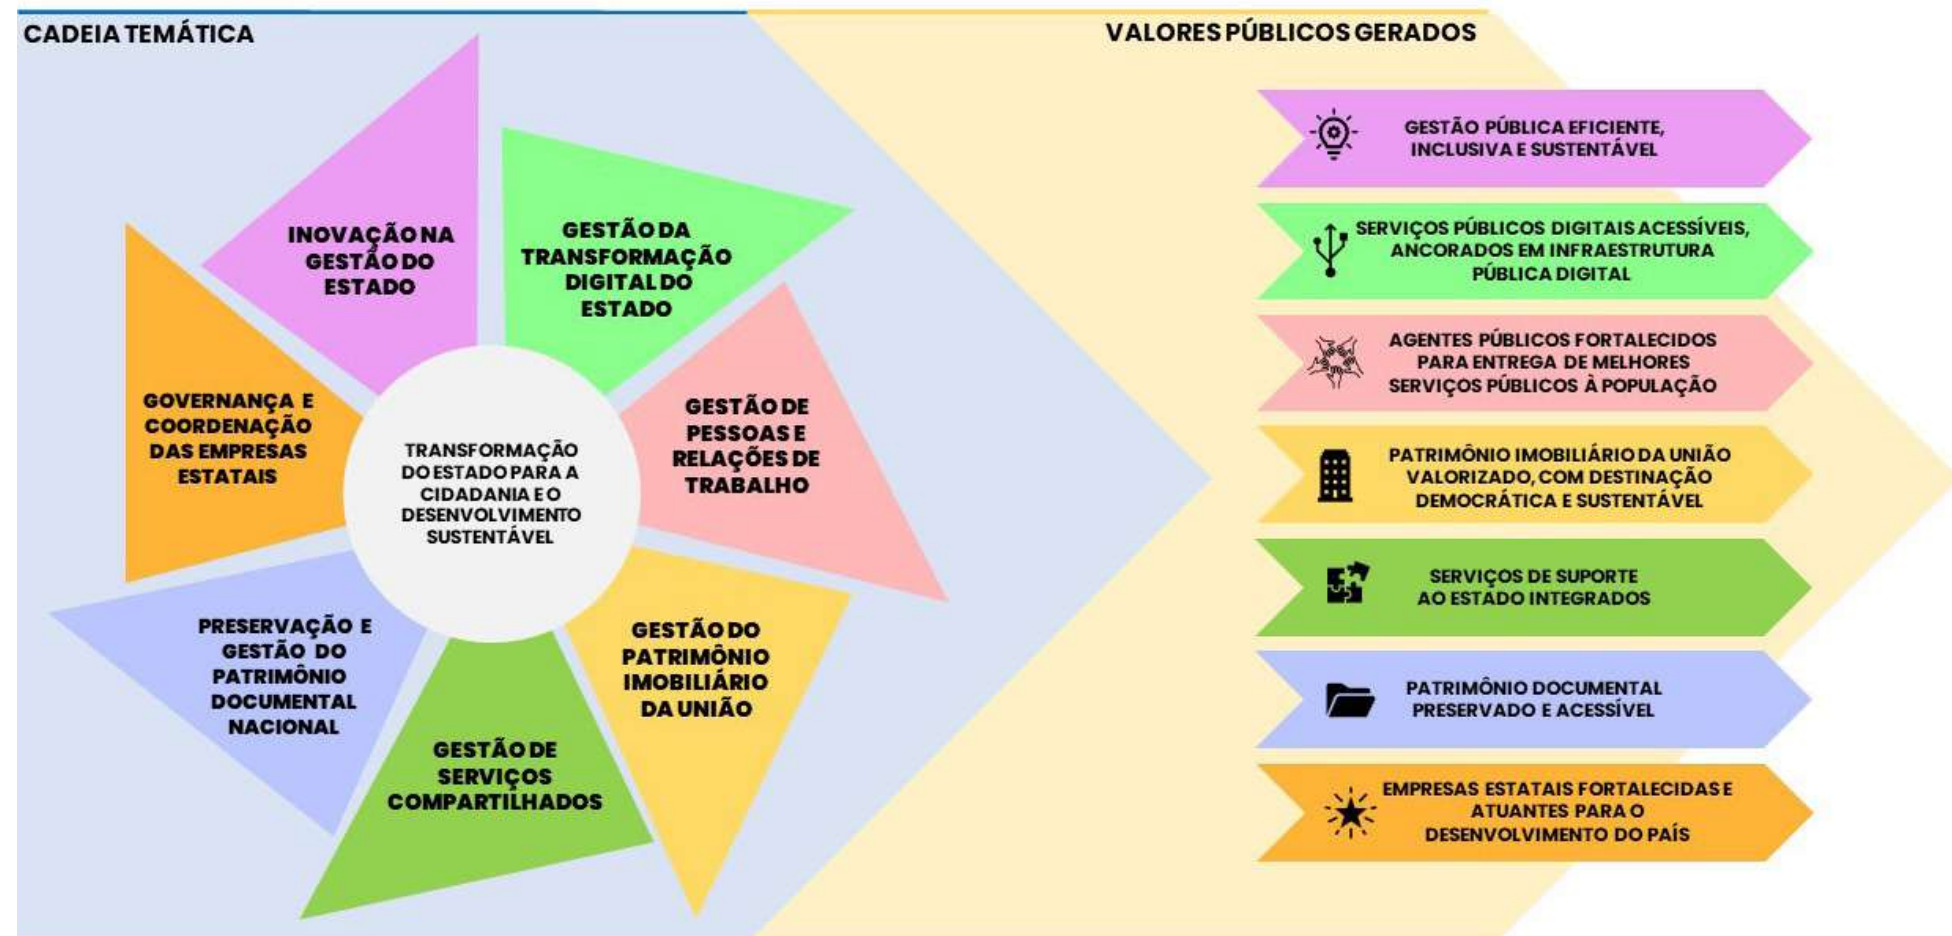 CADEIA TEMÁTICA
INOVAÇÃO NA
GESTÃO DO
ESTADO
GESTÃO DA
TRANSFORMAÇÃO
DIGITAL DO
ESTADO
GESTÃO DE
PESSOAS E
RELAÇÕES DE
TRABALHO
GESTÃO DO
PATRIMÔNIO
IMOBILIÁRIO
DA UNIÃO
GESTÃO DE
SERVIÇOS
COMPARTILHADOS
PRESERVAÇÃO E
GESTÃO DO
PATRIMÔNIO
DOCUMENTAL
NACIONAL
GOVERNANÇA E
COORDENAÇÃO
DAS EMPRESAS
ESTATAIS
TRANSFORMAÇÃO
DO ESTADO PARA A
CIDADANIA E O
DESENVOLVIMENTO
SUSTENTÁVEL
VALORES PÚBLICOS GERADOS
GESTÃO PÚBLICA EFICIENTE,
INCLUSIVA E SUSTENTÁVEL
SERVIÇOS PÚBLICOS DIGITAIS ACESSÍVEIS,
ANCORADOS EM INFRAESTRUTURA
PÚBLICA DIGITAL
AGENTES PÚBLICOS FORTALECIDOS
PARA ENTREGA DE MELHORES
SERVIÇOS PÚBLICOS À POPULAÇÃO
PATRIMÔNIO IMOBILIÁRIO DA UNIÃO
VALORIZADO, COM DESTINAÇÃO
DEMOCRÁTICA E SUSTENTÁVEL
SERVIÇOS DE SUPORTE
AO ESTADO INTEGRADOS
PATRIMÔNIO DOCUMENTAL
PRESERVADO E ACESSÍVEL
EMPRESAS ESTATAIS FORTALECIDAS E
ATUANTES PARA O
DESENVOLVIMENTO DO PAÍS